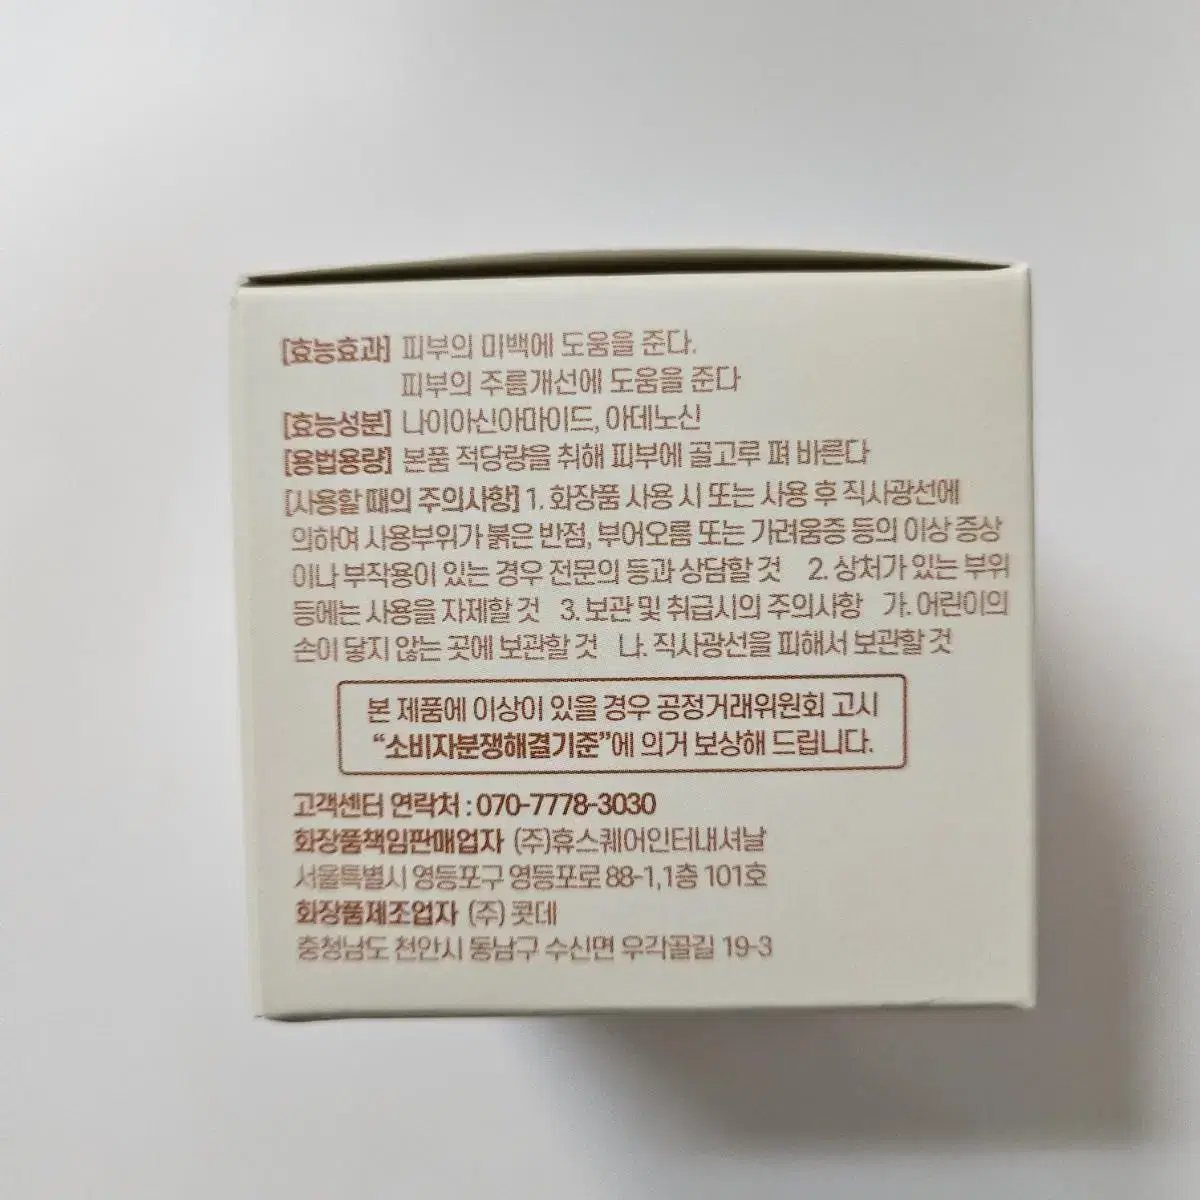 [효능효과] 피부의 미백에 도움을 준다.
피부의 주름개선에 도움을 준다
[효능성분] 나이아신아마이드, 아데노신
[용법용량] 본품 적당량을 취해 피부에 골고루 펴 바른다
[사용할 때의 주의사항] 1. 화장품 사용 시 또는 사용 후 직사광선에
의하여 사용부위가 붉은 반점, 부어오름 또는 가려움증 등의 이상 증상
이나 부작용이 있는 경우 전문의 등과 상담할 것 2. 상처가 있는 부위
등에는 사용을 자제할 것 3. 보관 및 취급시의 주의사항 가. 어린이의
손이 닿지 않는 곳에 보관할 것 나. 직사광선을 피해서 보관할 것
본 제품에 이상이 있을 경우 공정거래위원회 고시
“소비자분쟁해결기준”에 의거 보상해 드립니다.
고객센터 연락처 : 070-7778-3030
화장품책임판매업자 (주)휴스퀘어인터내셔날
서울특별시 영등포구 영등포로 88-1, 1층 101호
화장품제조업자 (주) 콧데
충청남도 천안시 동남구 수신면 우각골길 19-3